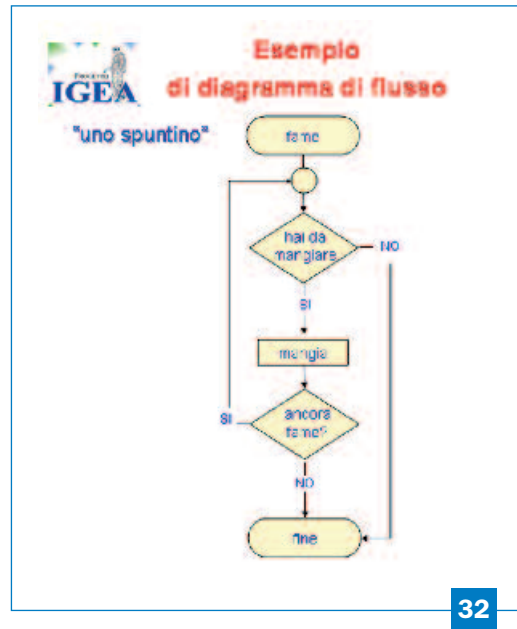 Esempio
Progetto
IGEA
di diagramma di flusso
"uno spuntino"
fame
hai da
mangiare
NO
SI
mangia
ancora
fame?
SI
NO
fine
32